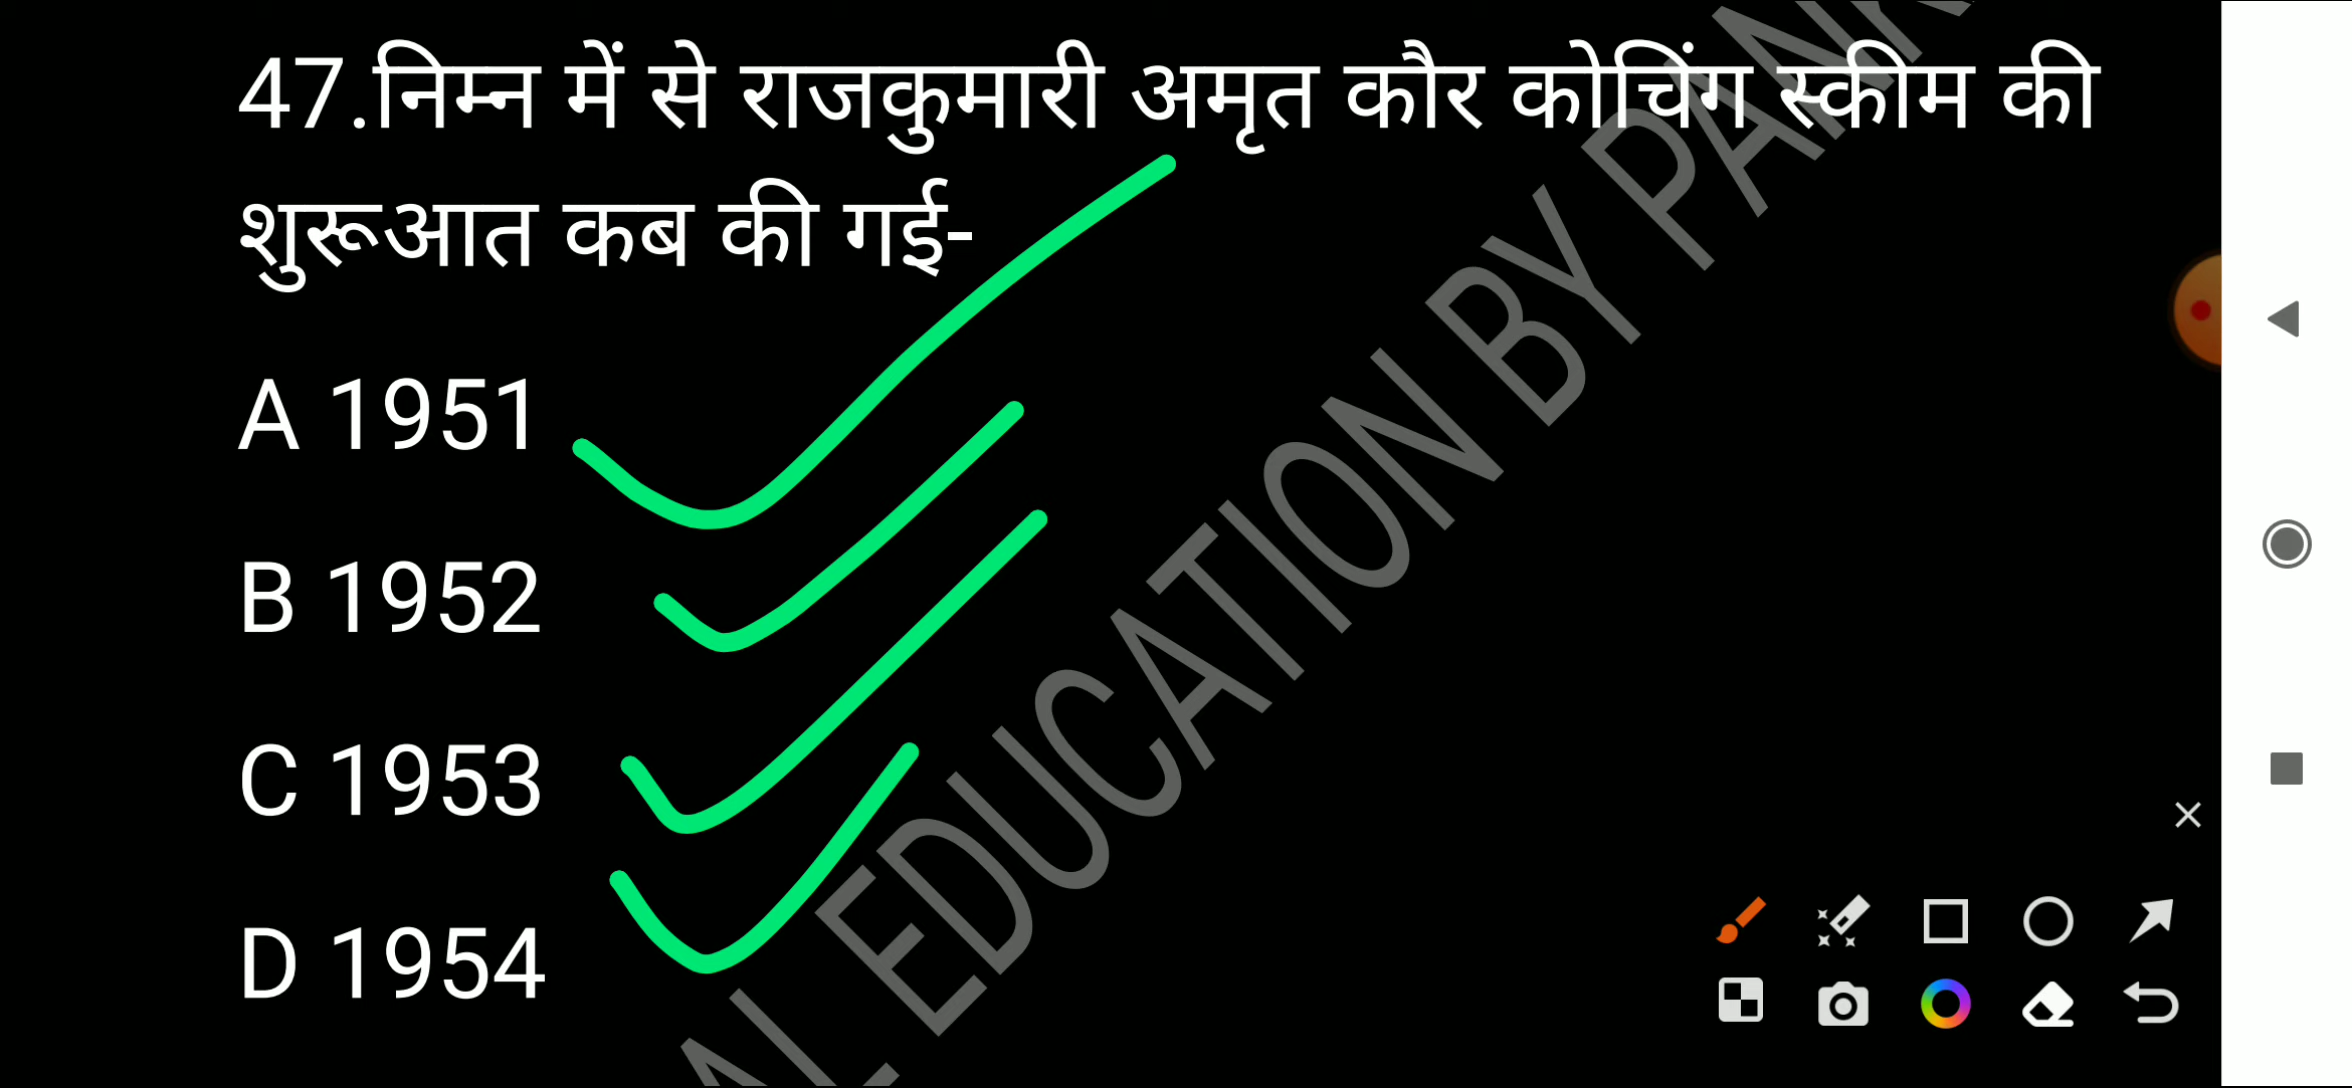 47.निम्न में से राजकुमारी अमृत कौर कोचिंग स्कीम की
शुरूआत कब की गई-
A 1951
B 1952
C 1953
D 1954
EDUCATION BY